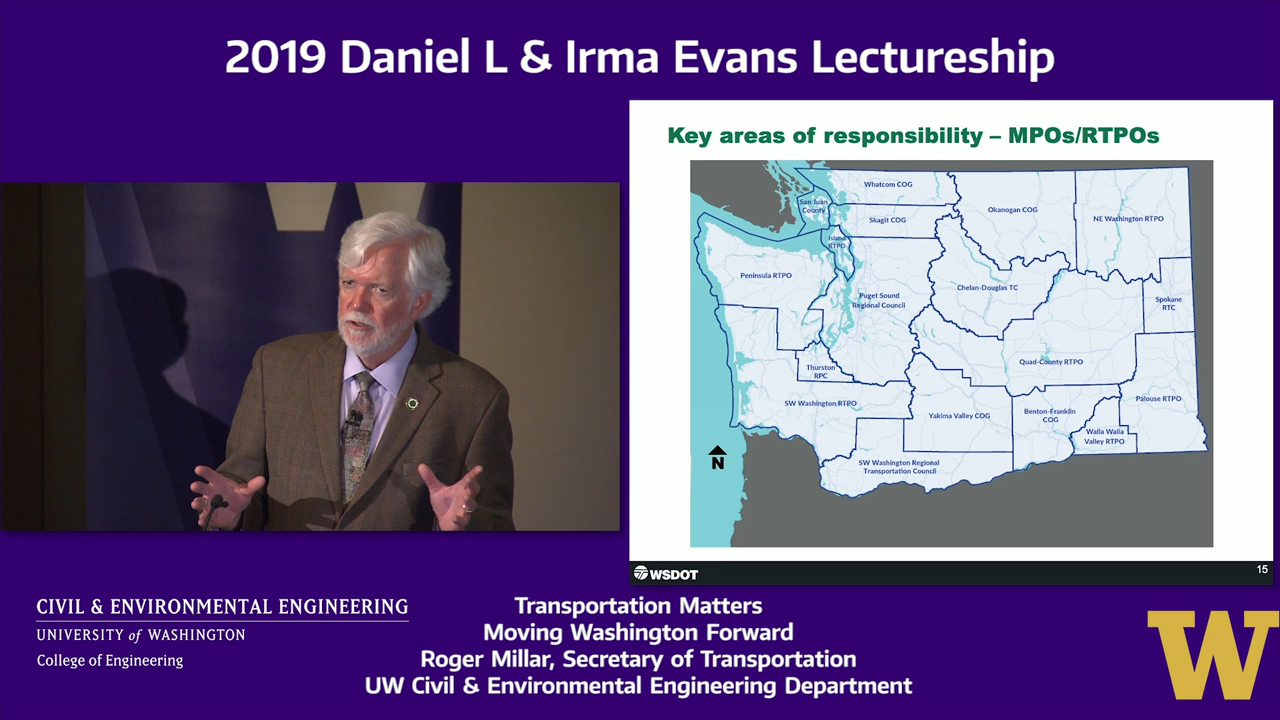 2019 Daniel L & Irma Evans Lectureship
Key areas of responsibility – MPOs/RTPOs
Whatcom COG
San Juan
County
Skagit COG
Okanogan COG
NE Washington RTPO
Island
RTPO
Peninsula RTPO
Chelan-Douglas TC
Puget Sound
Regional Council
Spokane
RTC
Quad-County RTPO
Thurston
RPC
SW Washington RTPO
Yakima Valley COG
Benton-Franklin
COG
Palouse RTPO
Walla Walla
Valley RTPO
SW Washington Regional
Transportation Council
N
WSDOT
15
CIVIL & ENVIRONMENTAL ENGINEERING
UNIVERSITY of WASHINGTON
College of Engineering
Transportation Matters
Moving Washington Forward
Roger Millar, Secretary of Transportation
UW Civil & Environmental Engineering Department
W